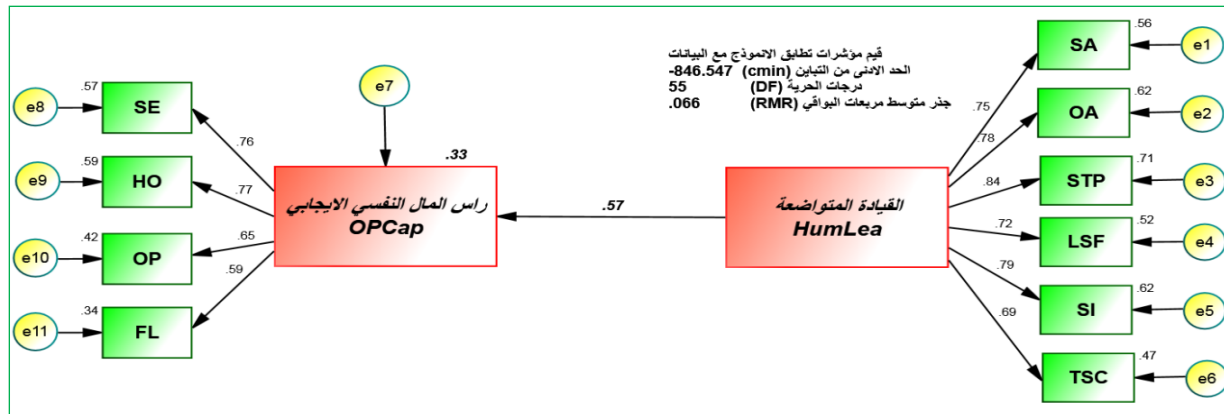 قيم مؤشرات تطابق الانموذج مع البيانات
الحد الادنى من التباين (cmin) 846.547-
درجات الحرية (DF) 55
جذر متوسط مربعات البواقي (RMR) .066
.56
SA
e1
.75
.62
OA
e2
.78
.71
STP
e3
.84
.52
LSF
e4
.72
.62
SI
e5
.79
.47
TSC
e6
.69
القيادة المتواضعة
HumLea
.57
e7
.33
راس المال النفسي الايجابي
OPCap
.57
SE
e8
.76
.59
HO
e9
.77
.42
OP
e10
.65
.34
FL
e11
.59